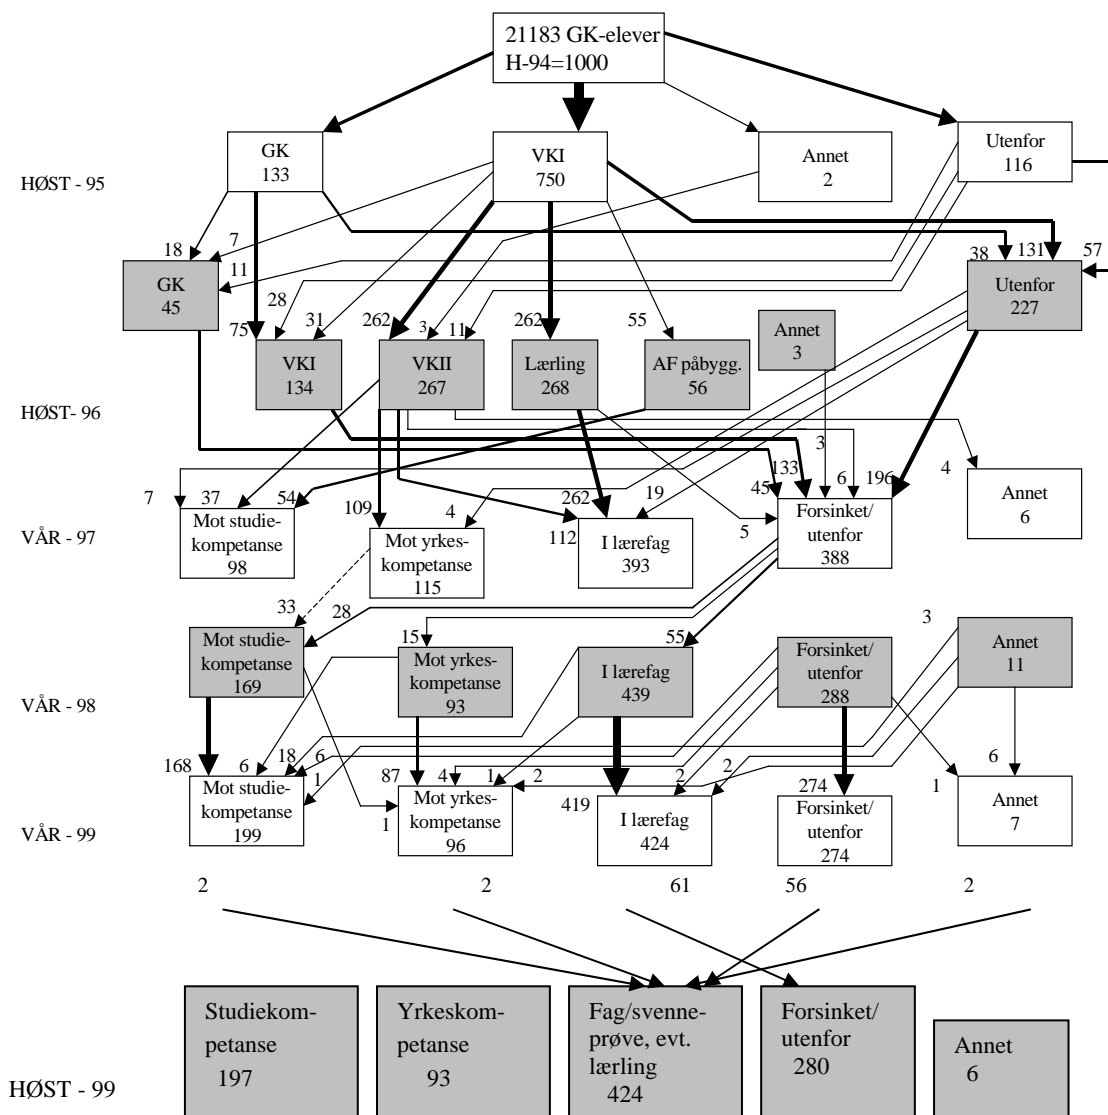 21183 GK-elever
H-94=1000
HØST - 95
GK
133
VKI
750
Annet
2
Utenfor
116
18
7
11
38
131
57
GK
45
Utenfor
227
28
75
31
262
3
11
262
55
Annet
3
VKI
134
VKII
267
Lærling
268
AF påbygg.
56
HØST- 96
7
37
54
109
4
112
262
19
5
45
133
3
6
196
4
VÅR - 97
Mot studie-
kompetanse
98
Mot yrkes-
kompetanse
115
I lærefag
393
Forsinket/
utenfor
388
Annet
6
33
28
15
55
3
VÅR - 98
Mot studie-
kompetanse
169
Mot yrkes-
kompetanse
93
I lærefag
439
Forsinket/
utenfor
288
Annet
11
168
6
18
6
1
1
87
4
1
2
419
2
2
274
1
6
VÅR - 99
Mot studie-
kompetanse
199
Mot yrkes-
kompetanse
96
I lærefag
424
Forsinket/
utenfor
274
Annet
7
2
2
61
56
2
HØST - 99
Studiekom-
petanse
197
Yrkeskom-
petanse
93
Fag/svenne-
prøve, evt.
lærling
424
Forsinket/
utenfor
280
Annet
6